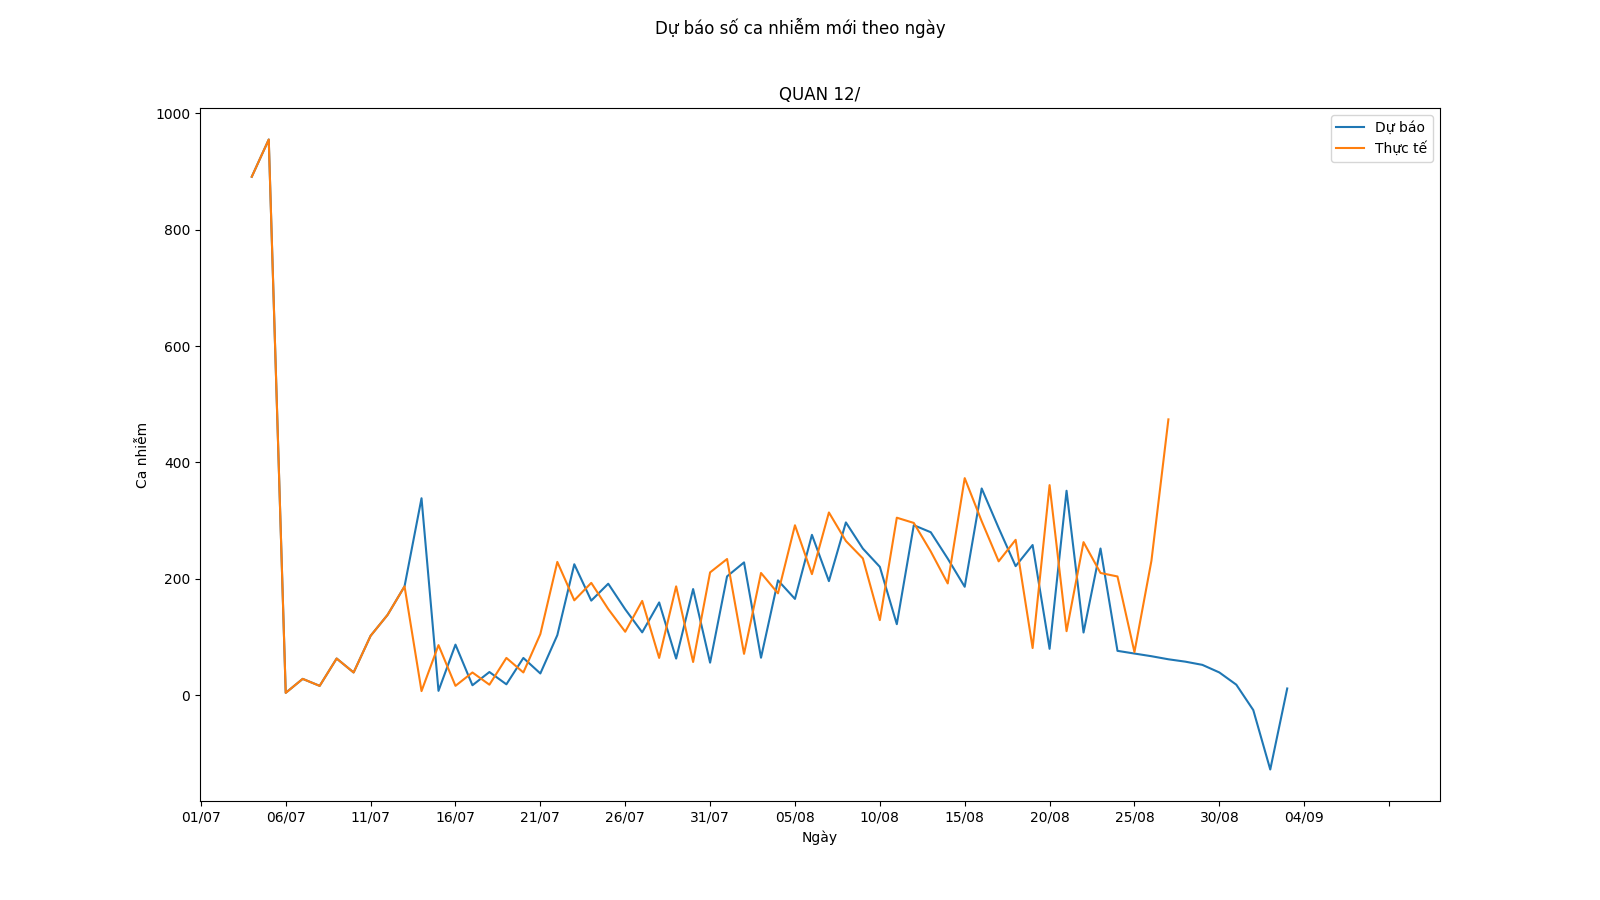 Dự báo số ca nhiễm mới theo ngày
QUAN 12/
1000
800
600
400
200
0
Ca nhiễm
Dự báo
Thực tế
01/07 06/07 11/07 16/07 21/07 26/07 31/07 05/08 10/08 15/08 20/08 25/08 30/08 04/09
Ngày